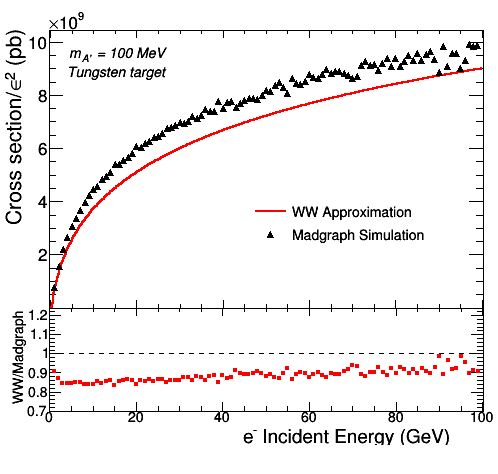 ×10⁹
Cross section/ε² (pb)
10
8
6
4
2
m_A' = 100 MeV
Tungsten target
WW Approximation
Madgraph Simulation
WW/Madgraph
1.2
1.1
1
0.9
0.8
0.7
0 20 40 60 80 100
e⁻ Incident Energy (GeV)